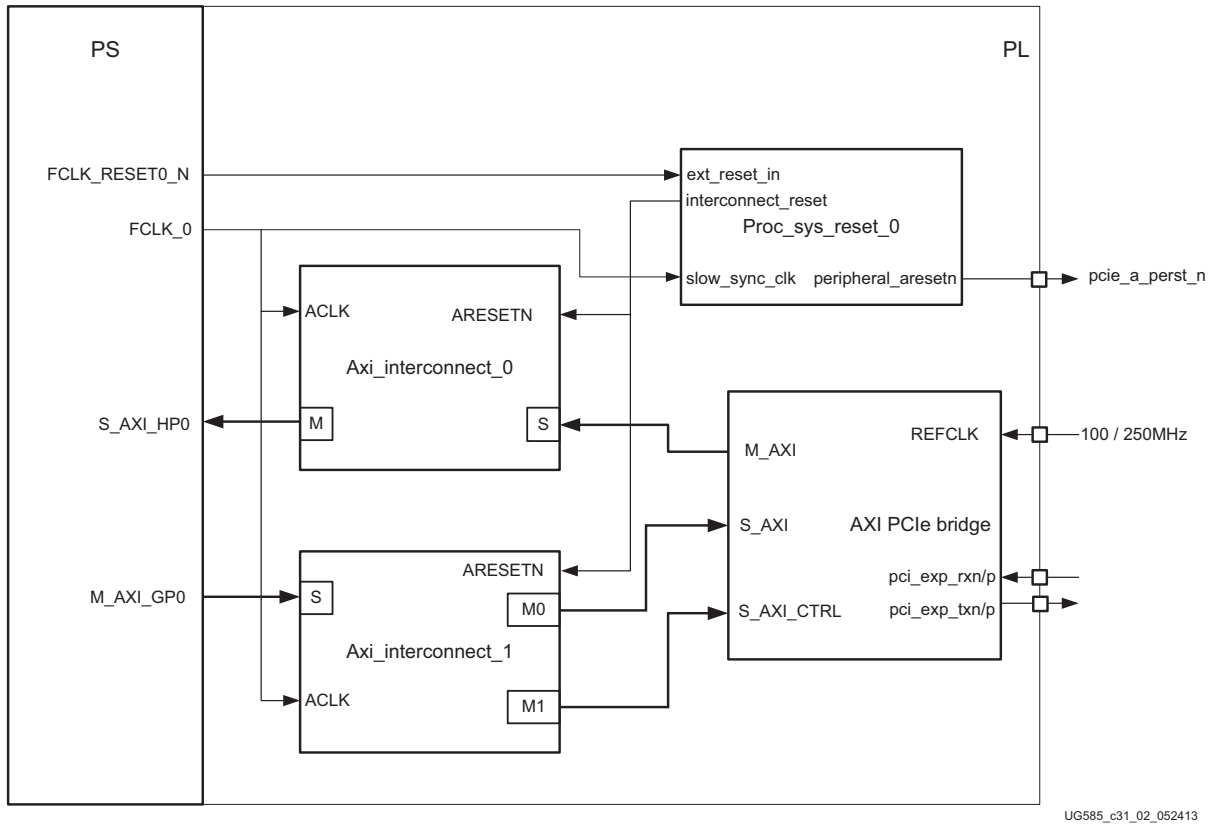 PS
PL
FCLK_RESET0_N
ext_reset_in
interconnect_reset
FCLK_0
Proc_sys_reset_0
slow_sync_clk
peripheral_aresetn
pcie_a_perst_n
ACLK
ARESETN
Axi_interconnect_0
S_AXI_HP0
M
S
M_AXI
REFCLK
100 / 250MHz
S_AXI
AXI PCIe bridge
ARESETN
pci_exp_rxn/p
M_AXI_GP0
S
M0
S_AXI_CTRL
pci_exp_txn/p
Axi_interconnect_1
ACLK
M1
UG585_c31_02_052413